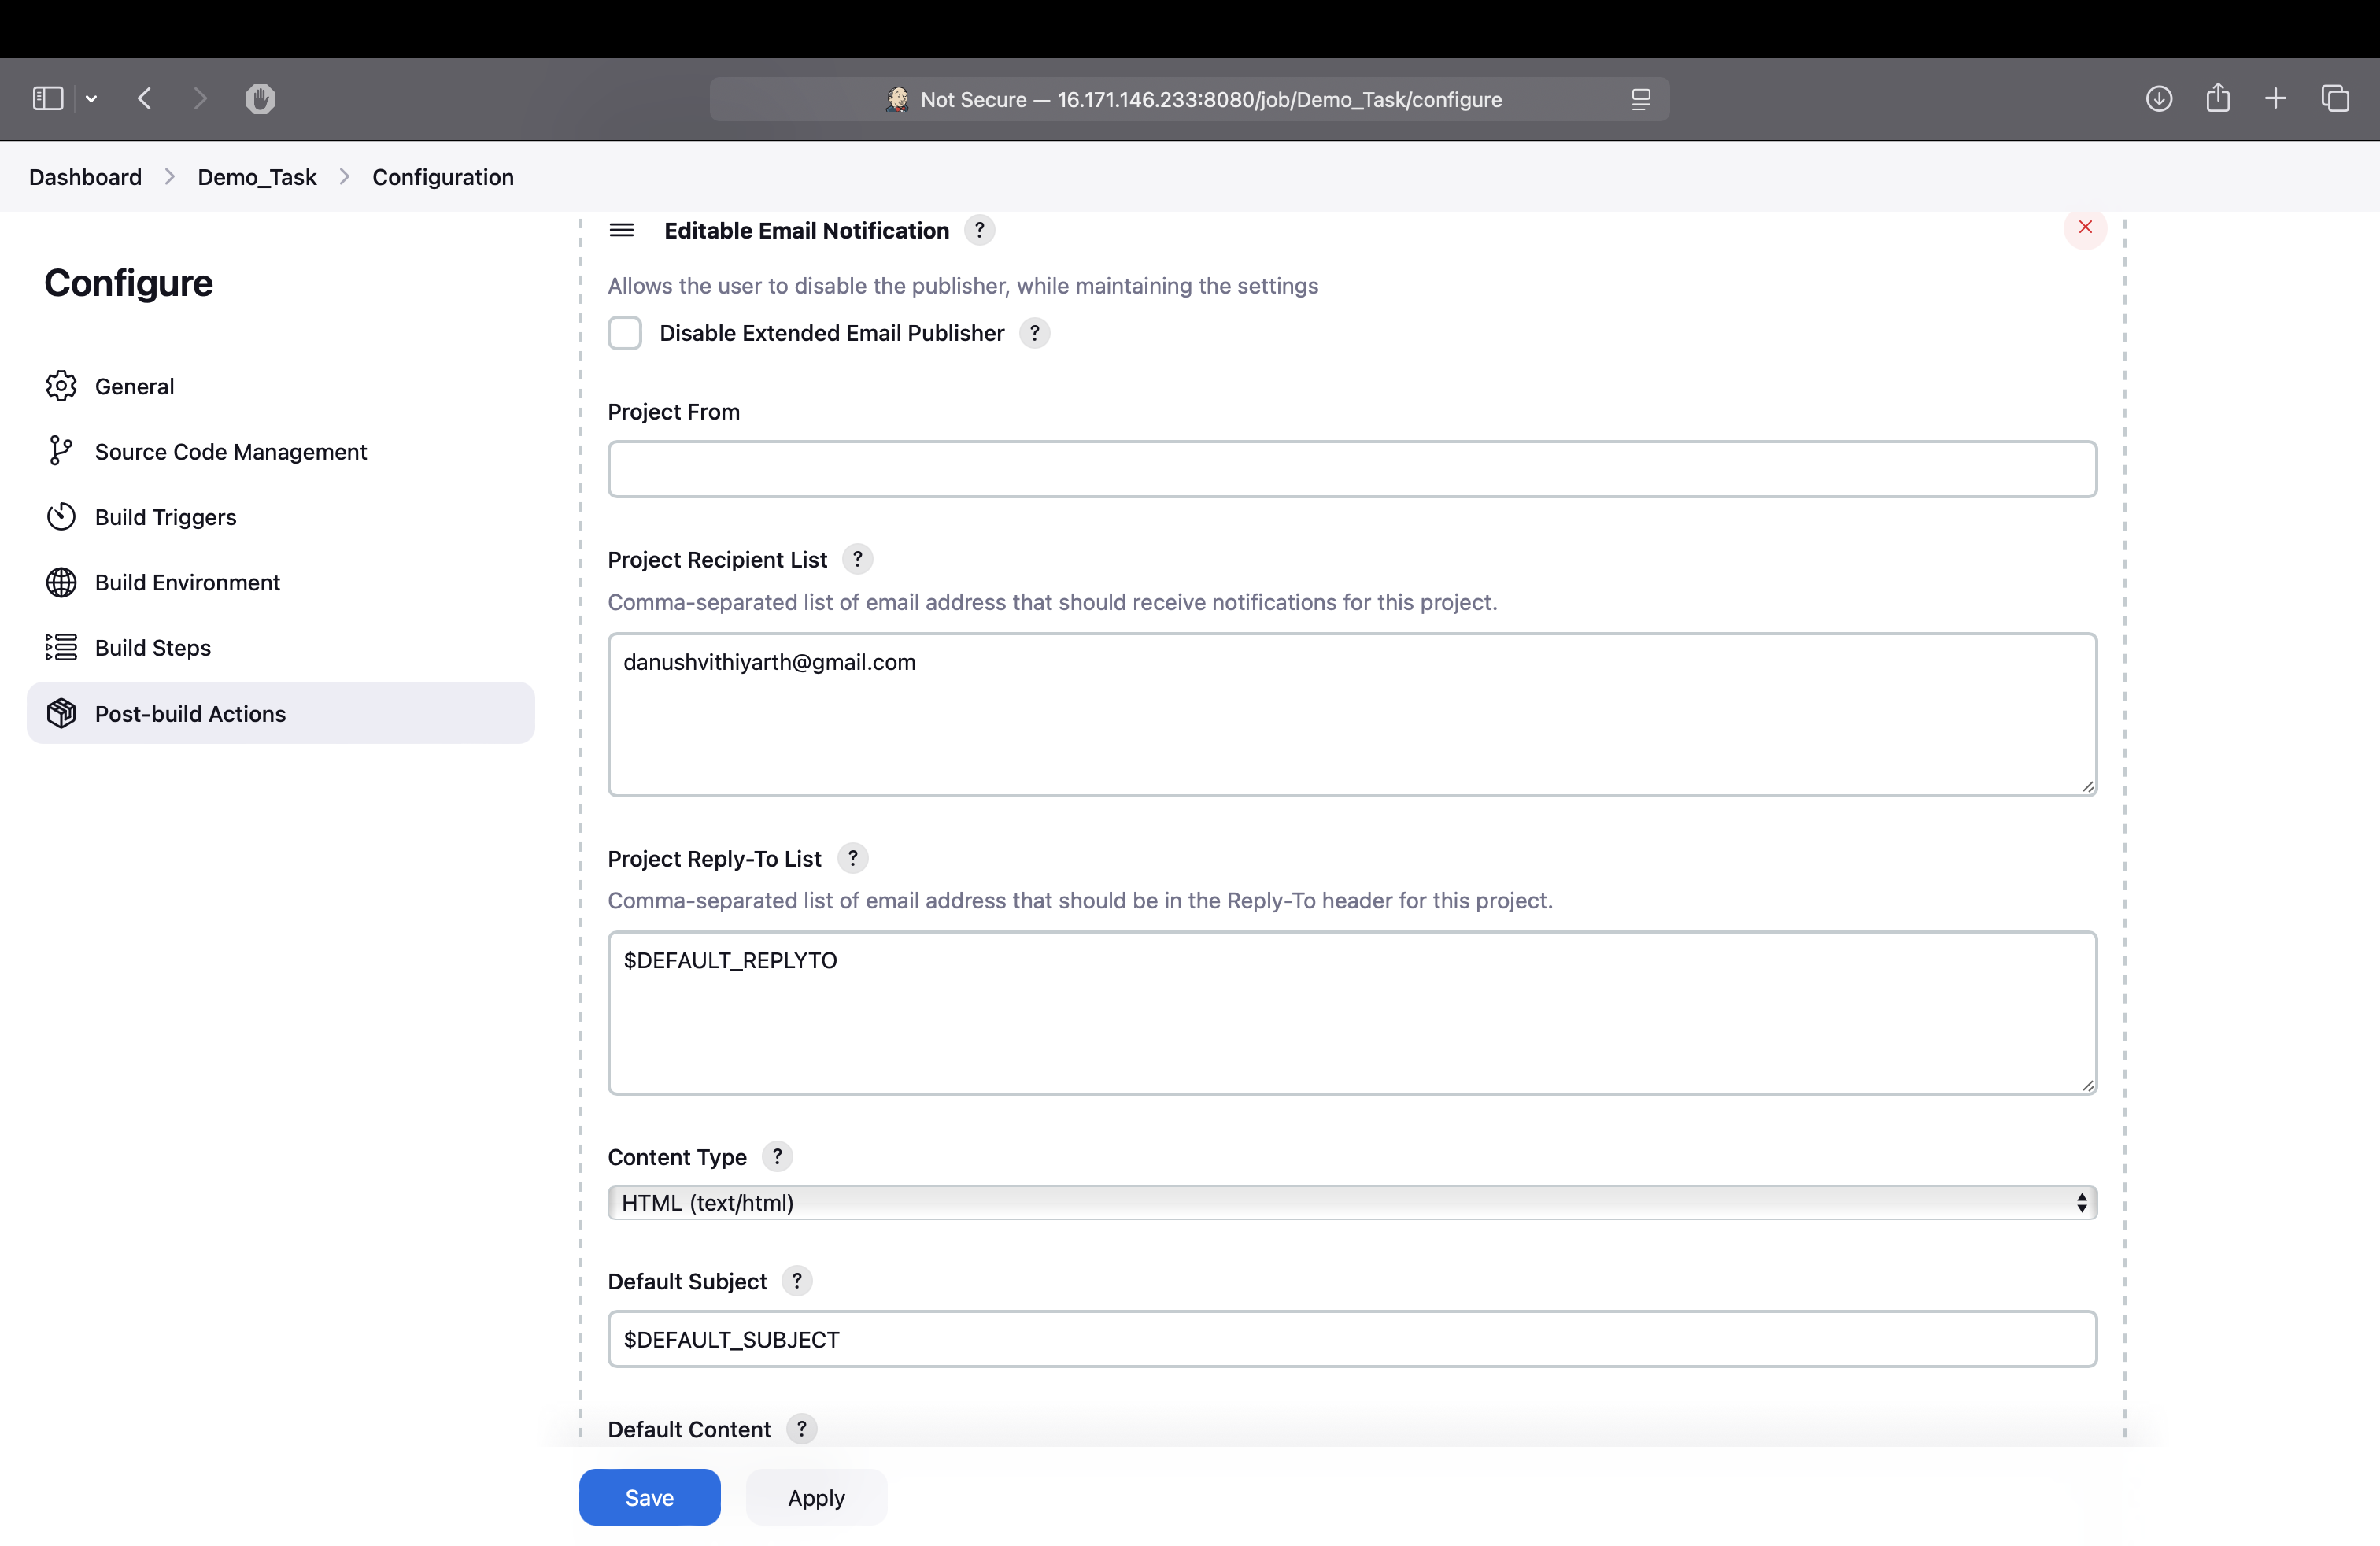 Not Secure — 16.171.146.233:8080/job/Demo_Task/configure
Dashboard > Demo_Task > Configuration
Configure
General
Source Code Management
Build Triggers
Build Environment
Build Steps
Post-build Actions
Editable Email Notification ?
Allows the user to disable the publisher, while maintaining the settings
Disable Extended Email Publisher ?
Project From
Project Recipient List ?
Comma-separated list of email address that should receive notifications for this project.
danushvithiyarth@gmail.com
Project Reply-To List ?
Comma-separated list of email address that should be in the Reply-To header for this project.
$DEFAULT_REPLYTO
Content Type ?
HTML (text/html)
Default Subject ?
$DEFAULT_SUBJECT
Default Content ?
Save Apply